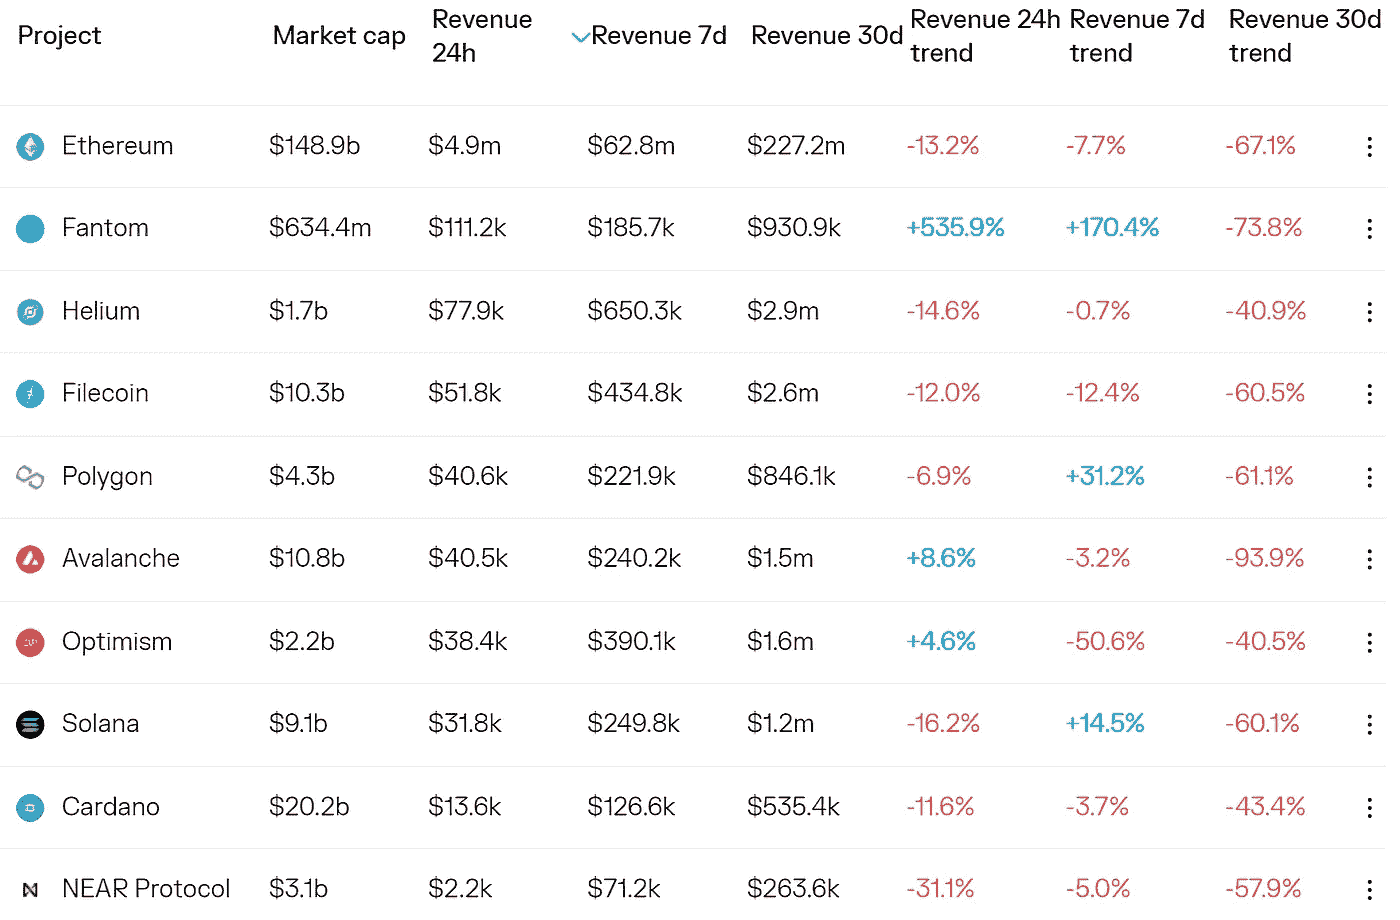 Project Market cap Revenue 24h Revenue 7d Revenue 30d Revenue 24h trend Revenue 7d trend Revenue 30d trend
Ethereum $148.9b $4.9m $62.8m $227.2m -13.2% -7.7% -67.1%
Fantom $634.4m $111.2k $185.7k $930.9k +535.9% +170.4% -73.8%
Helium $1.7b $77.9k $650.3k $2.9m -14.6% -0.7% -40.9%
Filecoin $10.3b $51.8k $434.8k $2.6m -12.0% -12.4% -60.5%
Polygon $4.3b $40.6k $221.9k $846.1k -6.9% +31.2% -61.1%
Avalanche $10.8b $40.5k $240.2k $1.5m +8.6% -3.2% -93.9%
Optimism $2.2b $38.4k $390.1k $1.6m +4.6% -50.6% -40.5%
Solana $9.1b $31.8k $249.8k $1.2m -16.2% +14.5% -60.1%
Cardano $20.2b $13.6k $126.6k $535.4k -11.6% -3.7% -43.4%
NEAR Protocol $3.1b $2.2k $71.2k $263.6k -31.1% -5.0% -57.9%